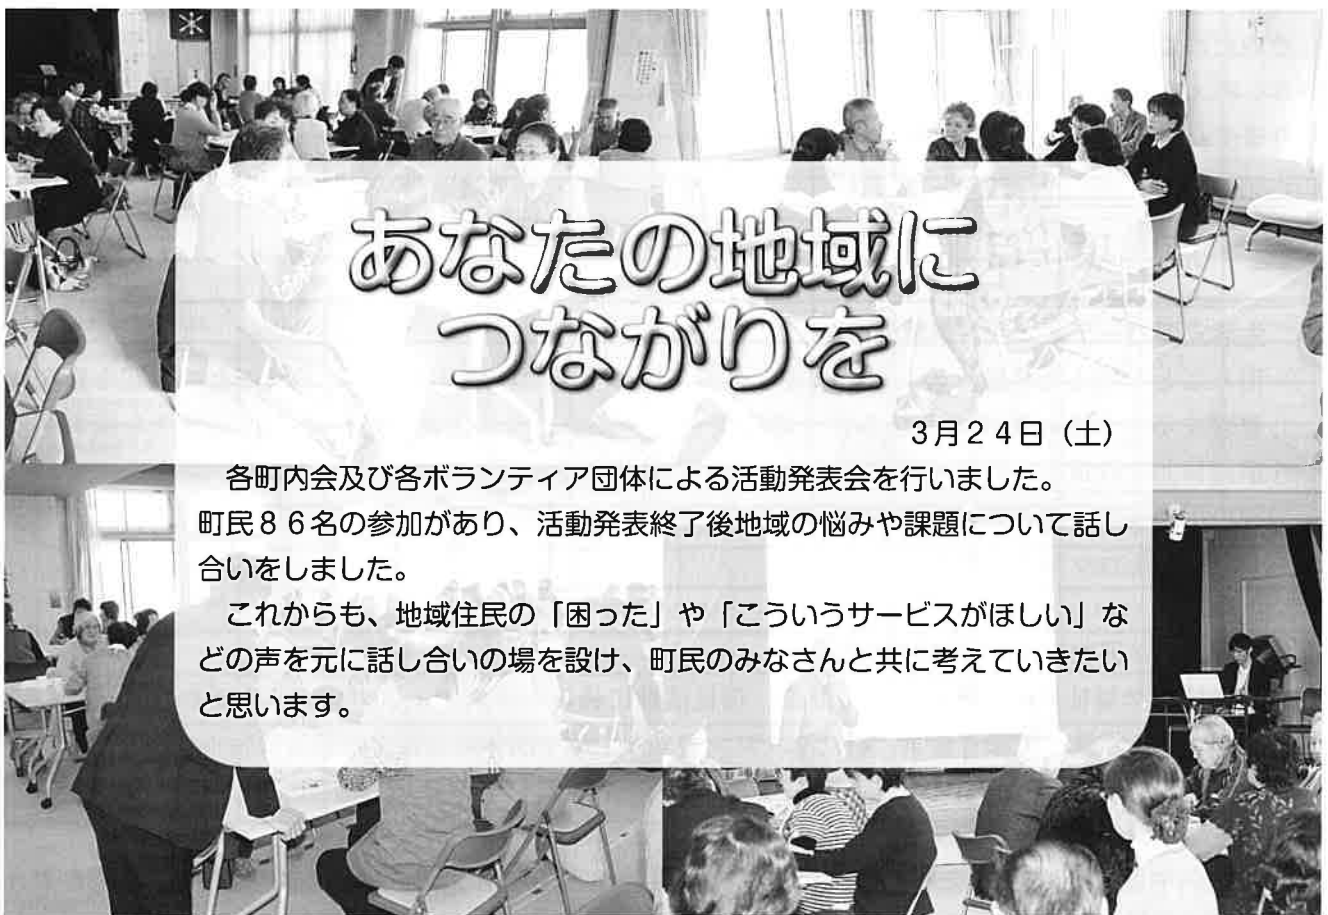 あなたの地域に
つながりを
3月24日（土）
各町内会及び各ボランティア団体による活動発表会を行いました。
町民86名の参加があり、活動発表終了後地域の悩みや課題について話し
合いをしました。
これからも、地域住民の「困った」や「こういうサービスがほしい」な
どの声を元に話し合いの場を設け、町民のみなさんと共に考えていきたい
と思います。